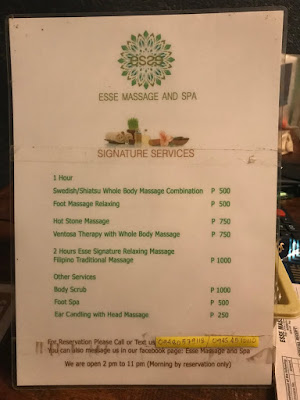 esse
ESSE MASSAGE AND SPA
SIGNATURE SERVICES
1 Hour
Swedish/Shiatsu Whole Body Massage Combination P 500
Foot Massage Relaxing P 500
Hot Stone Massage P 750
Ventosa Therapy with Whole Body Massage P 750
2 Hours Esse Signature Relaxing Massage
Filipino Traditional Massage P 1000
Other Services
Body Scrub P 1000
Foot Spa P 500
Ear Candling with Head Massage P 250
For Reservation Please Call or Text us
You can also message us in our facebook page: Esse Massage and Spa
We are open 2 pm to 11 pm (Morning by reservation only)